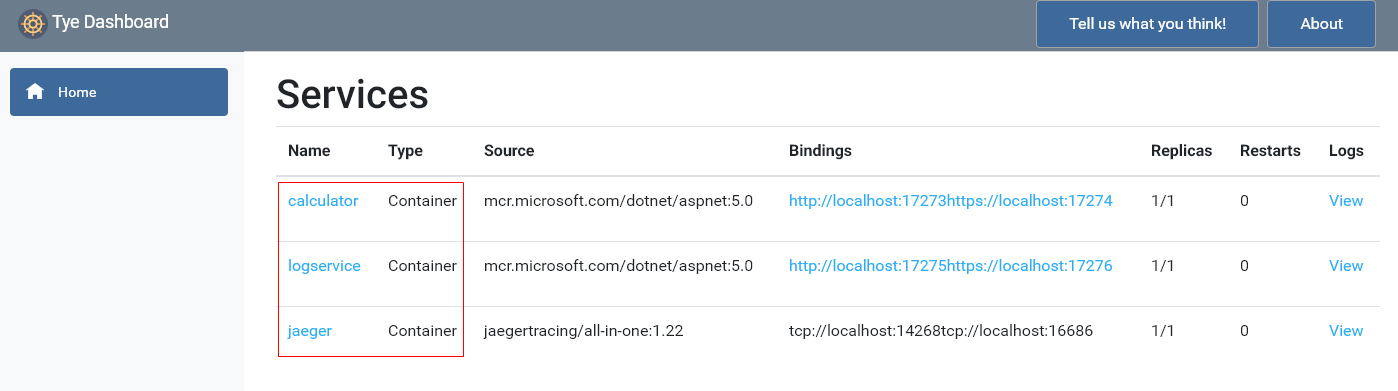 Tye Dashboard
Tell us what you think!
About
Home
Services
Name Type Source Bindings Replicas Restarts Logs
calculator Container mcr.microsoft.com/dotnet/aspnet:5.0 http://localhost:17273https://localhost:17274 1/1 0 View
logservice Container mcr.microsoft.com/dotnet/aspnet:5.0 http://localhost:17275https://localhost:17276 1/1 0 View
jaeger Container jaegertracing/all-in-one:1.22 tcp://localhost:14268tcp://localhost:16686 1/1 0 View